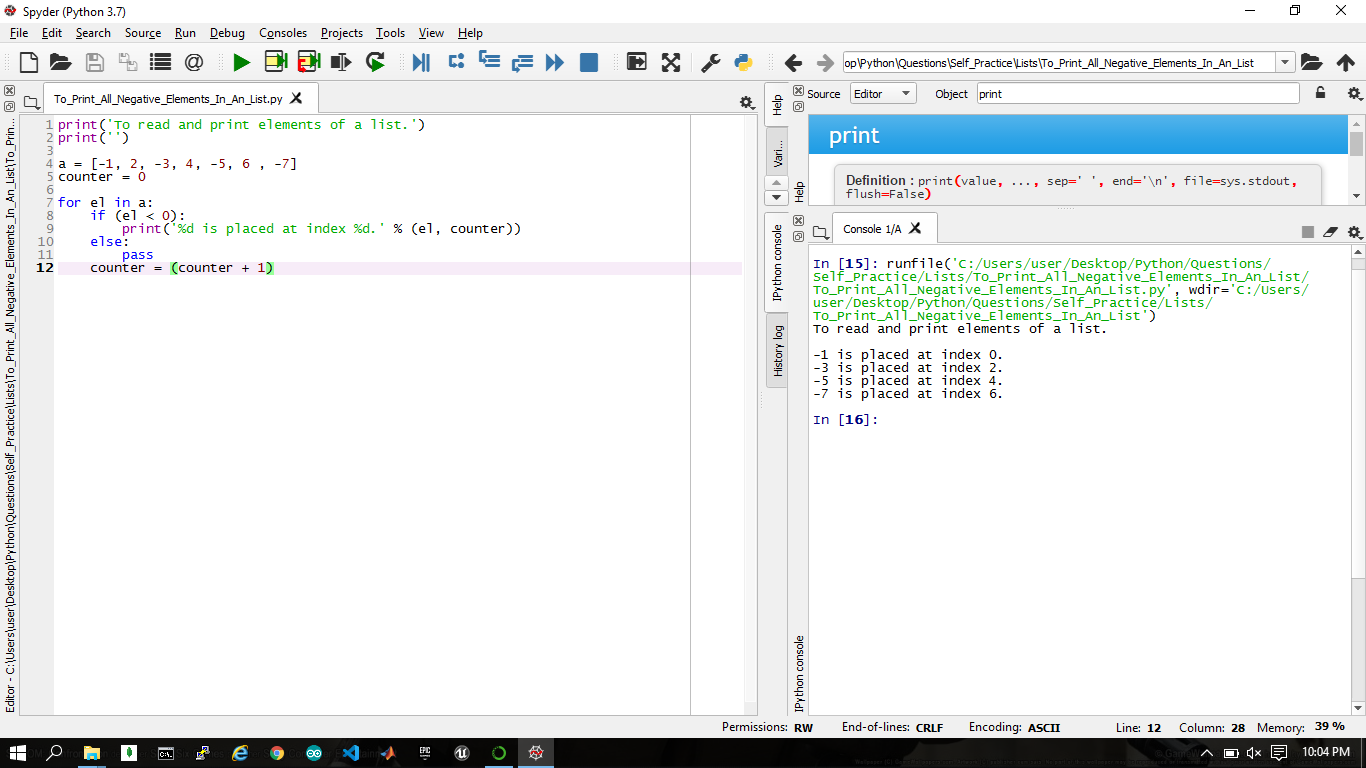 Spyder (Python 3.7)
File Edit Search Source Run Debug Consoles Projects Tools View Help
op\Python\Questions\Self_Practice\Lists\To_Print_All_Negative_Elements_In_An_List
To_Print_All_Negative_Elements_In_An_List.py
Editor - C:\Users\user\Desktop\Python\Questions\Self_Practice\Lists\To_Print_All_Negative_Elements_In_An_List\To_Prin...
1 print('To read and print elements of a list.')
2 print('')
3
4 a = [-1, 2, -3, 4, -5, 6 , -7]
5 counter = 0
6
7 for el in a:
8     if (el < 0):
9         print('%d is placed at index %d.' % (el, counter))
10     else:
11         pass
12     counter = (counter + 1)
Help
Vari...
Source Editor Object print
print
Definition : print(value, ..., sep=' ', end='\n', file=sys.stdout,
flush=False)
Help
IPython console
History log
Console 1/A
In [15]: runfile('C:/Users/user/Desktop/Python/Questions/
Self_Practice/Lists/To_Print_All_Negative_Elements_In_An_List/
To_Print_All_Negative_Elements_In_An_List.py', wdir='C:/Users/
user/Desktop/Python/Questions/Self_Practice/Lists/
To_Print_All_Negative_Elements_In_An_List')
To read and print elements of a list.
-1 is placed at index 0.
-3 is placed at index 2.
-5 is placed at index 4.
-7 is placed at index 6.
In [16]:
IPython console
Permissions: RW End-of-lines: CRLF Encoding: ASCII Line: 12 Column: 28 Memory: 39 %
EPIC
10:04 PM